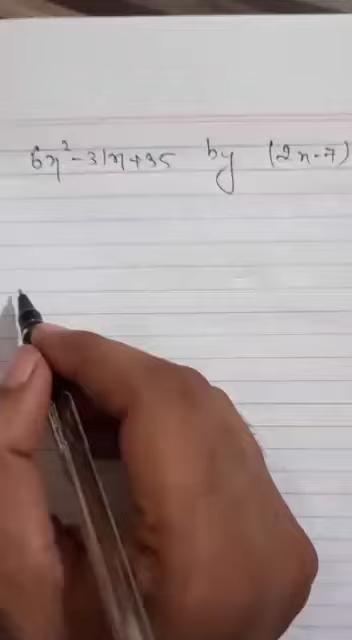 6x² - 31x + 35 by (2x - 7)